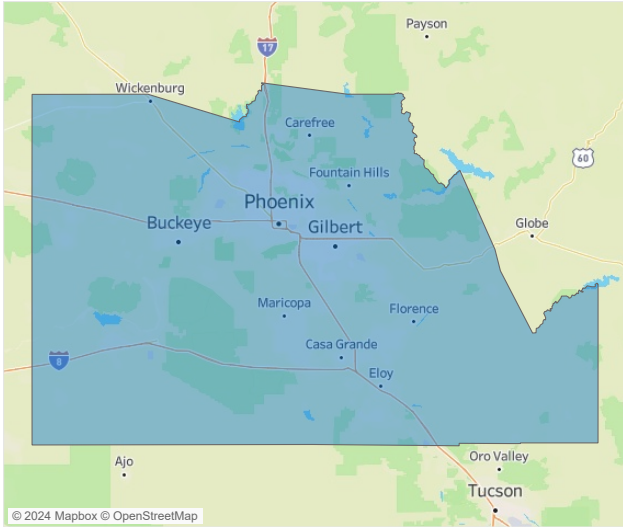 Payson
17
Wickenburg
Carefree
60
Fountain Hills
Phoenix
Buckeye
Gilbert
Globe
Maricopa
Florence
Casa Grande
8
Eloy
Ajo
Oro Valley
Tucson
© 2024 Mapbox © OpenStreetMap